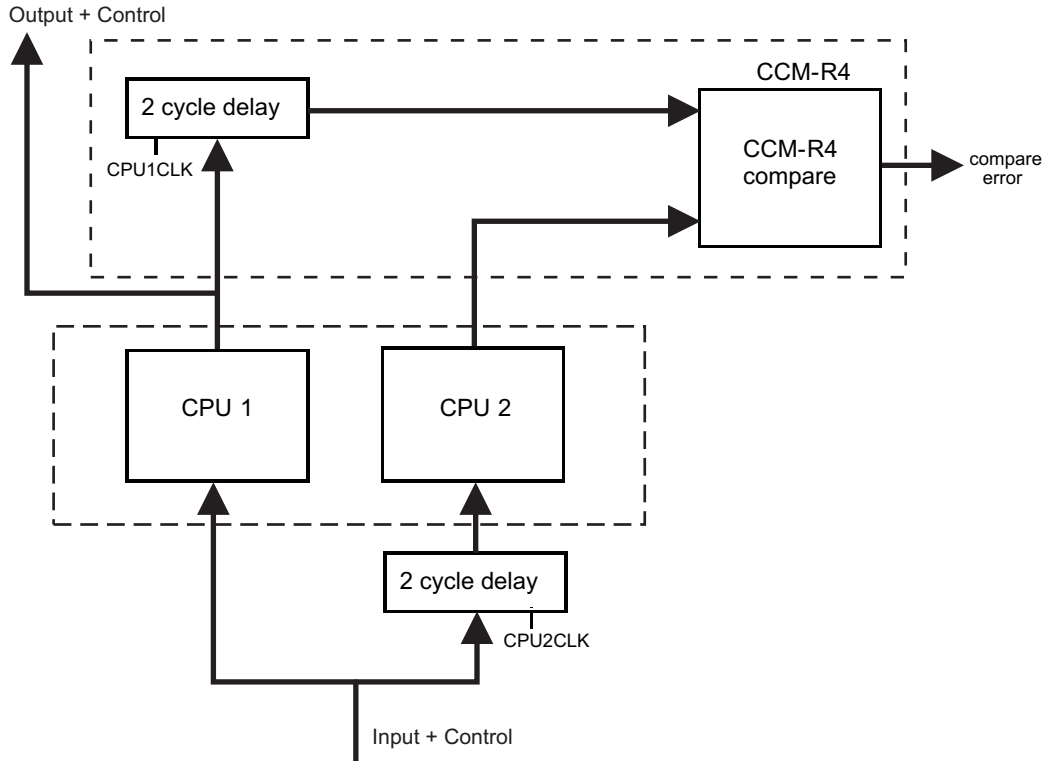 Output + Control
CCM-R4
2 cycle delay
CPU1CLK
CCM-R4
compare
compare
error
CPU 1
CPU 2
2 cycle delay
CPU2CLK
Input + Control